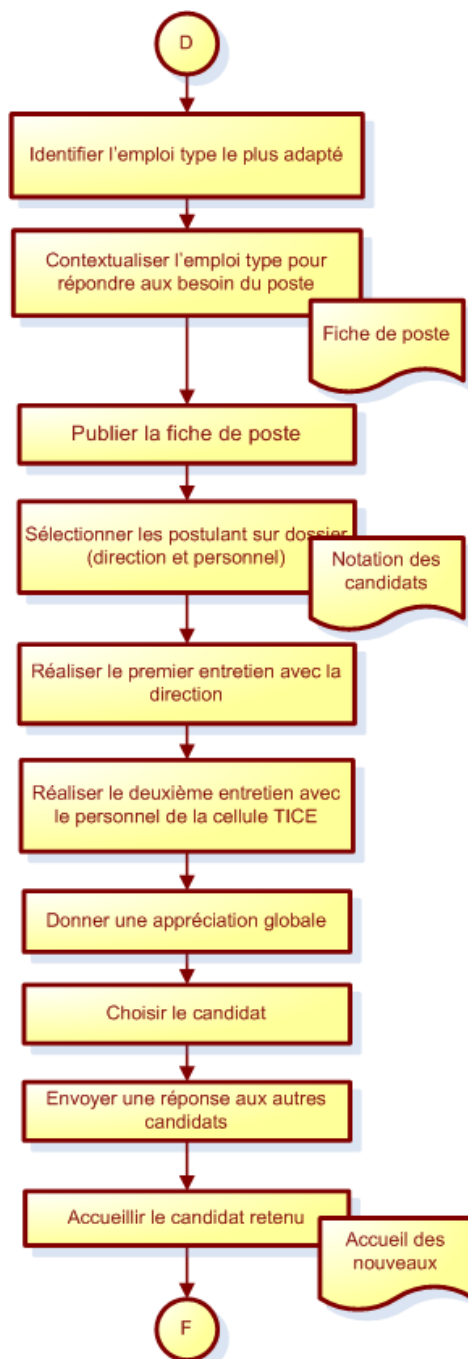 D
Identifier l'emploi type le plus adapté
Contextualiser l'emploi type pour
répondre aux besoin du poste
Fiche de poste
Publier la fiche de poste
Sélectionner les postulant sur dossier
(direction et personnel)
Notation des
candidats
Réaliser le premier entretien avec la
direction
Réaliser le deuxième entretien avec
le personnel de la cellule TICE
Donner une appréciation globale
Choisir le candidat
Envoyer une réponse aux autres
candidats
Accueillir le candidat retenu
Accueil des
nouveaux
F